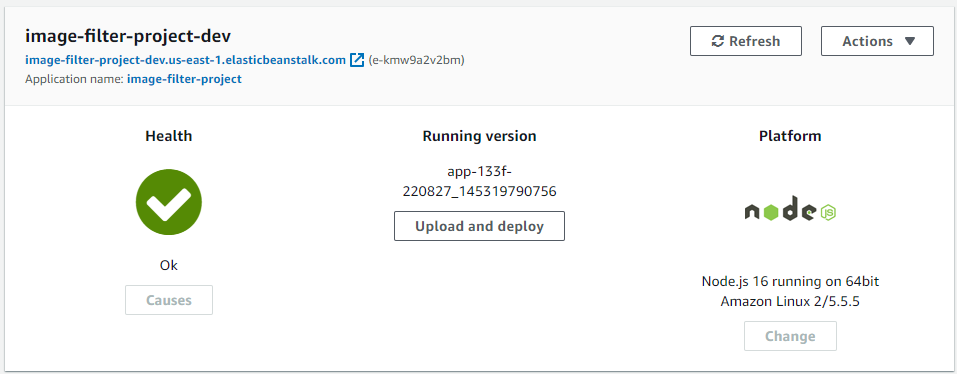 image-filter-project-dev
image-filter-project-dev.us-east-1.elasticbeanstalk.com (e-kmw9a2v2bm)
Application name: image-filter-project
Refresh
Actions
Health
Ok
Causes
Running version
app-133f-
220827_145319790756
Upload and deploy
Platform
node JS
Node.js 16 running on 64bit
Amazon Linux 2/5.5.5
Change